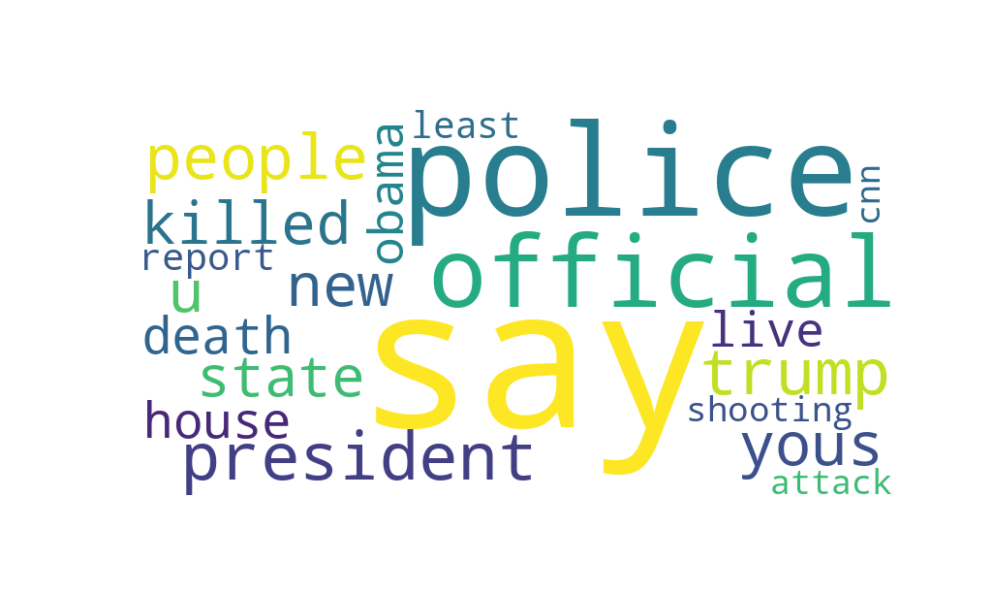 least
people
police
obama
cnn
killed
official
report
new
u
say
live
death
state
trump
shooting
house
president
yous
attack